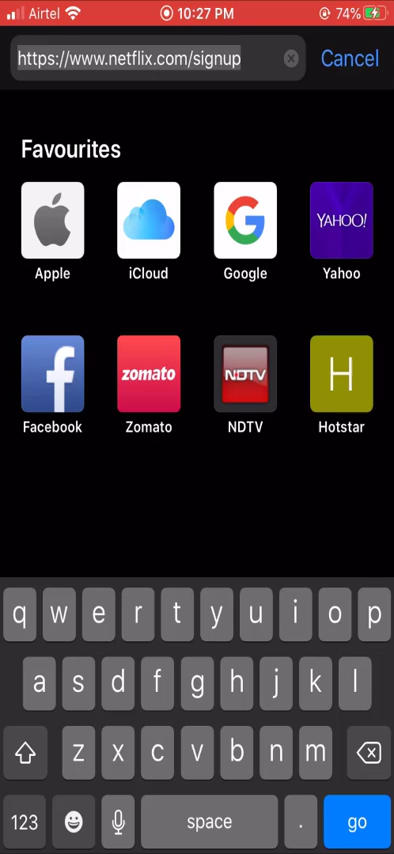 Airtel 10:27 PM 74%
https://www.netflix.com/signup Cancel
Favourites
YAHOO!
Apple iCloud Google Yahoo
f zomato NDTV H
Facebook Zomato NDTV Hotstar
q w e r t y u i o p
a s d f g h j k l
z x c v b n m
123 space . go